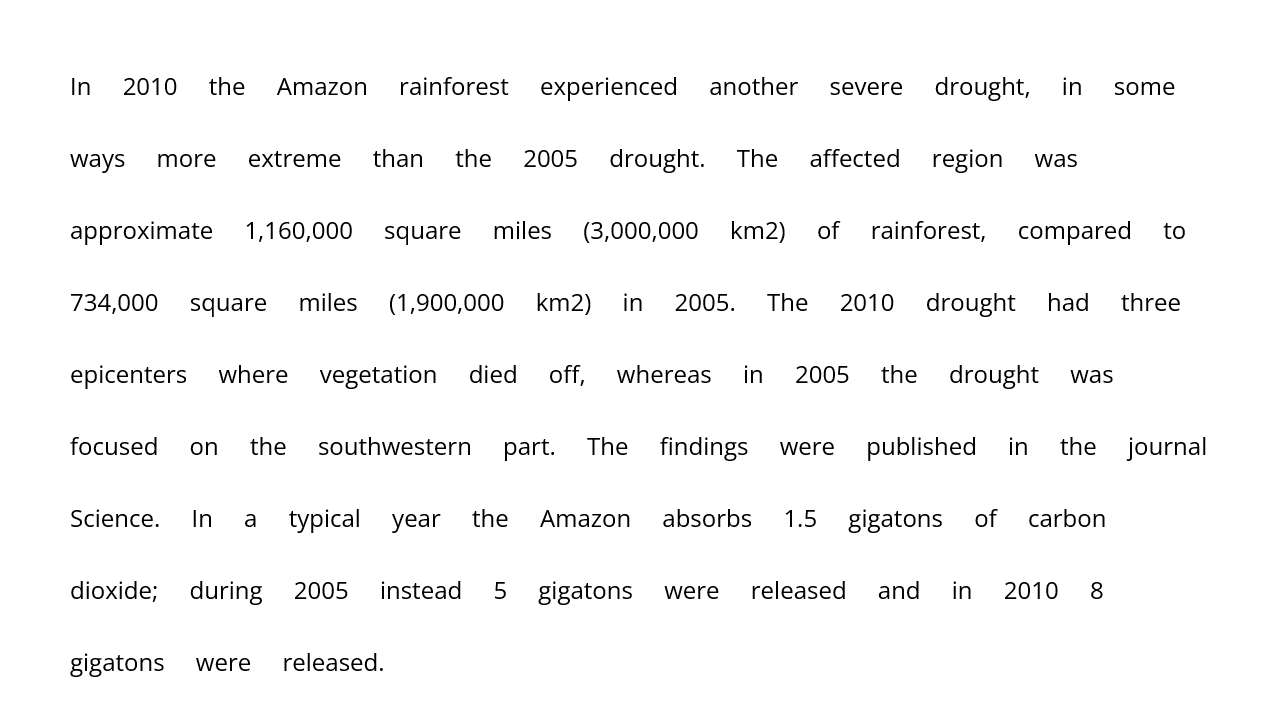 In 2010 the Amazon rainforest experienced another severe drought, in some
ways more extreme than the 2005 drought. The affected region was
approximate 1,160,000 square miles (3,000,000 km2) of rainforest, compared to
734,000 square miles (1,900,000 km2) in 2005. The 2010 drought had three
epicenters where vegetation died off, whereas in 2005 the drought was
focused on the southwestern part. The findings were published in the journal
Science. In a typical year the Amazon absorbs 1.5 gigatons of carbon
dioxide; during 2005 instead 5 gigatons were released and in 2010 8
gigatons were released.